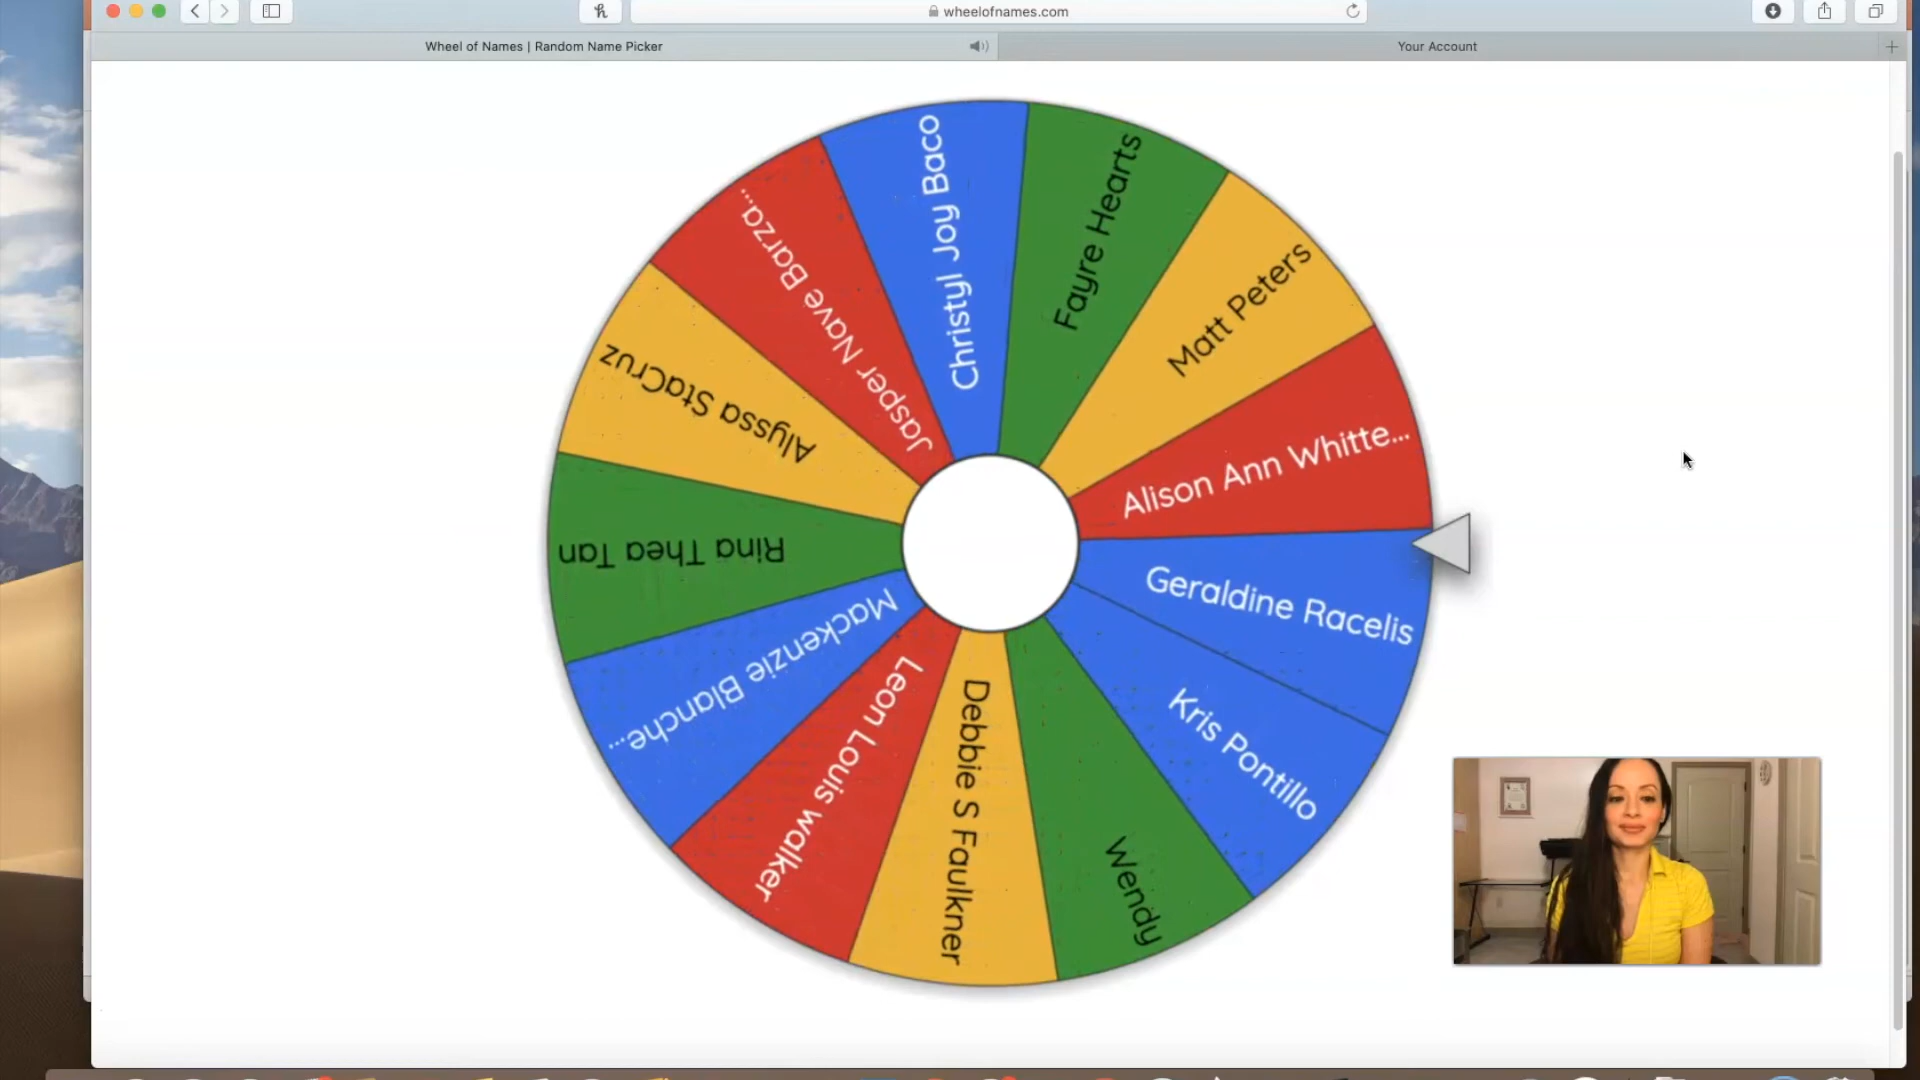 wheelofnames.com
Wheel of Names | Random Name Picker
Your Account
Christyl Joy Baco
Fayre Hearts
Matt Peters
Alison Ann Whitte...
Geraldine Racelis
Kris Pontillo
Wendy
Debbie S Faulkner
Leon Louis walker
Mackenzie Blanche...
Rina Thea Tan
Alyssa StaCruz
Jasper Nave Barza...